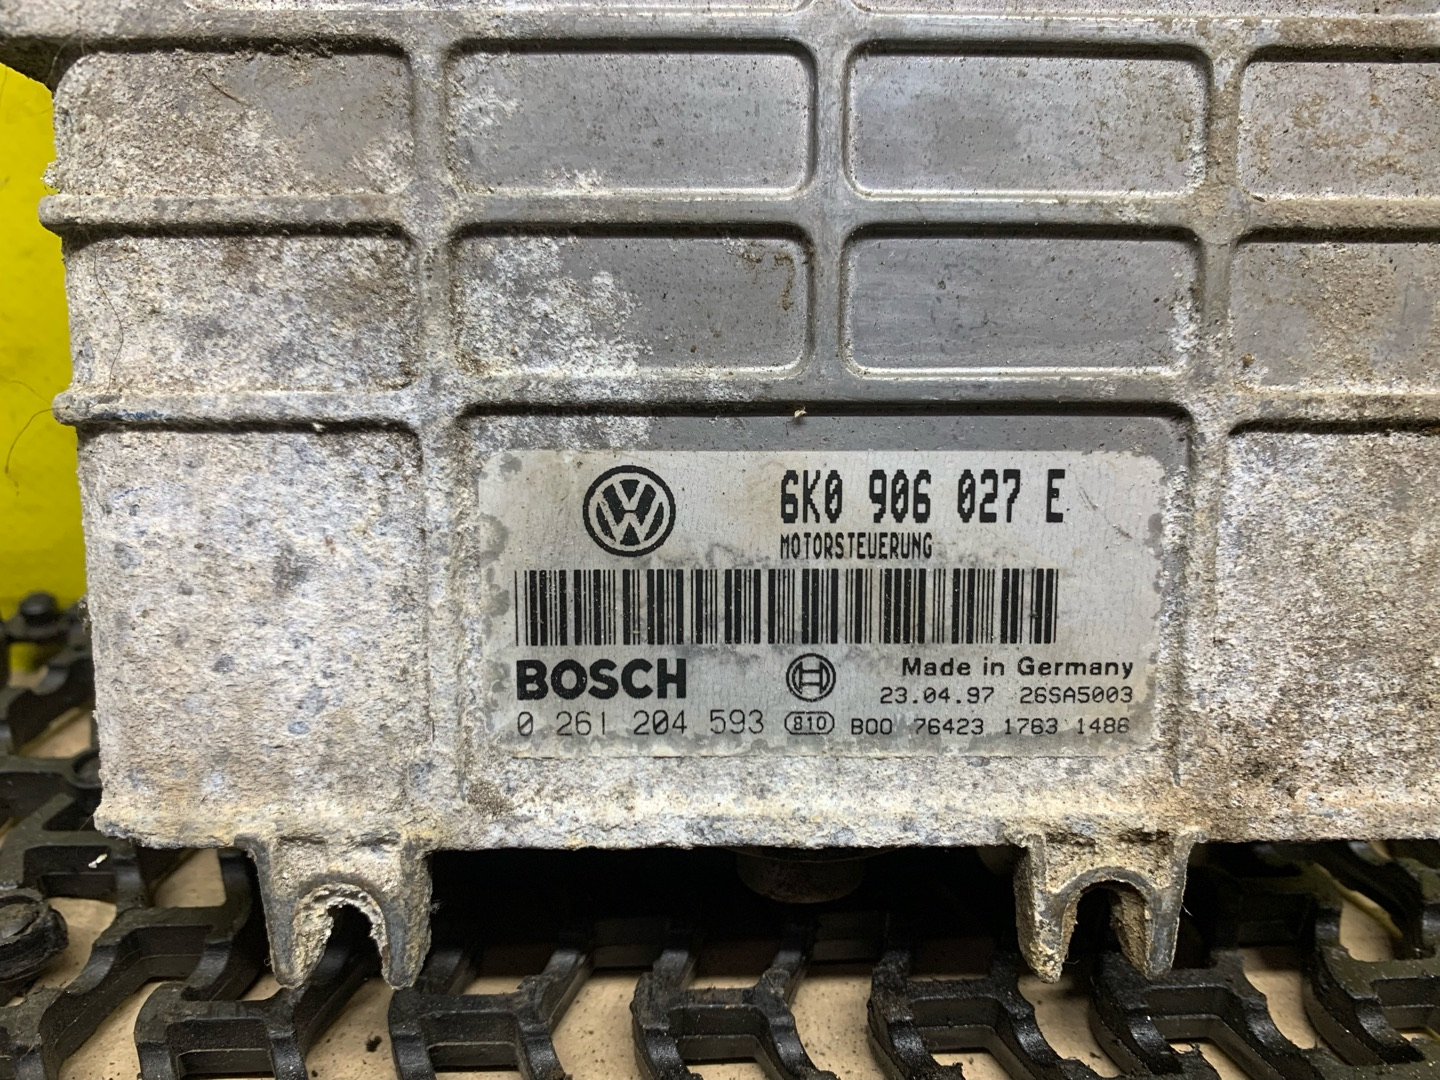 6K0 906 027 E
MOTORSTEUERUNG
BOSCH
Made in Germany
23.04.97 26SA5003
0 261 204 593 810 B00 76423 1763 1486